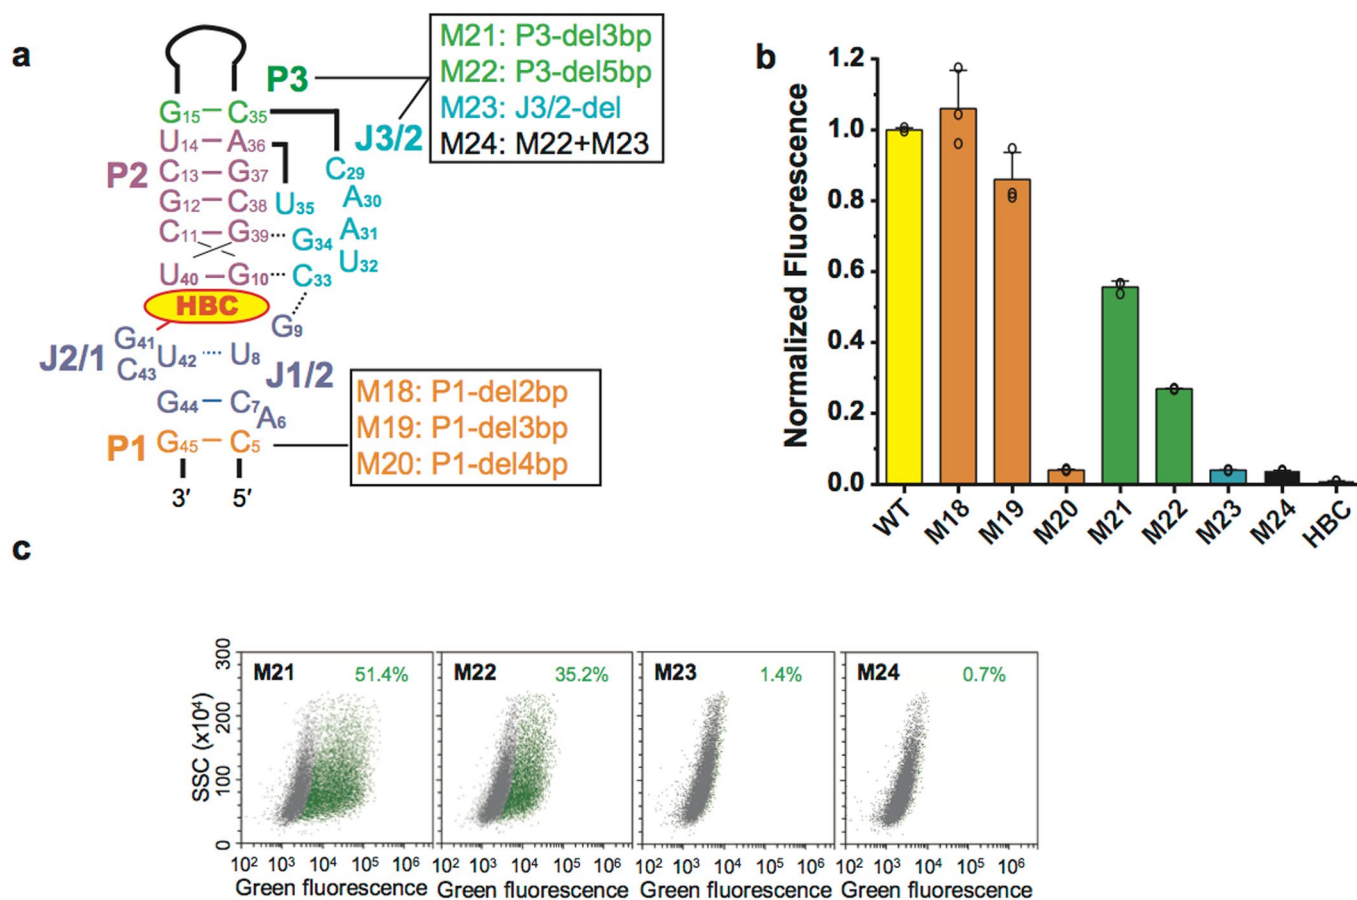 a
P3
M21: P3-del3bp
M22: P3-del5bp
M23: J3/2-del
M24: M22+M23
J3/2
G15 C35
U14 A36
P2
C13 G37
C29
G12 C38
U35
A30
C11 G39
G34
A31
U32
U40 G10
C33
HBC
G9
G41
J2/1
U42 U8
C43
J1/2
G44 C7
A6
P1
G45 C5
M18: P1-del2bp
M19: P1-del3bp
M20: P1-del4bp
3′ 5′
b
Normalized Fluorescence
1.2
1.0
0.8
0.6
0.4
0.2
0.0
WT M18 M19 M20 M21 M22 M23 M24 HBC
c
SSC (x10⁴)
300
200
100
0
M21 51.4%
M22 35.2%
M23 1.4%
M24 0.7%
10² 10³ 10⁴ 10⁵ 10⁶ 10² 10³ 10⁴ 10⁵ 10⁶ 10² 10³ 10⁴ 10⁵ 10⁶ 10² 10³ 10⁴ 10⁵ 10⁶
Green fluorescence Green fluorescence Green fluorescence Green fluorescence